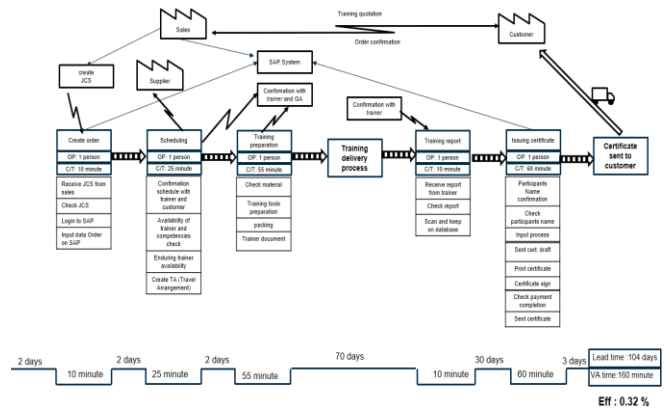 Training quotation
Sales
Customer
Order confirmation
SAP System
create
JCS
Supplier
Confirmation with
trainer and GA
Confirmation with
trainer
Create order
OP: 1 person
C/T: 10 minute
Receive JCS from
sales
Check JCS
Login to SAP
Input data Order
on SAP
Scheduling
OP: 1 person
C/T: 25 minute
Confirmation
schedule with
trainer and
customer
Availability of
trainer and
competencies
check
Enduring trainer
availability
Create TA (Travel
Arrangement)
Training
preparation
OP: 1 person
C/T: 55 minute
Check material
Training tools
preparation
packing
Trainer document
Training
delivery
process
Training report
OP: 1 person
C/T: 10 minute
Receive report from
trainer
Check report
Scan and keep
on database
Issuing certificate
OP: 1 person
C/T: 60 minute
Participants
Name
confirmation
Check
participants name
Input process
Sent cert. draft
Print certificate
Certificate sign
Check payment
completion
Sent certificate
Certificate
sent to
customer
2 days
10 minute
2 days
25 minute
2 days
55 minute
70 days
10 minute
30 days
60 minute
3 days
Lead time :104 days
VA time:160 minute
Eff : 0.32 %